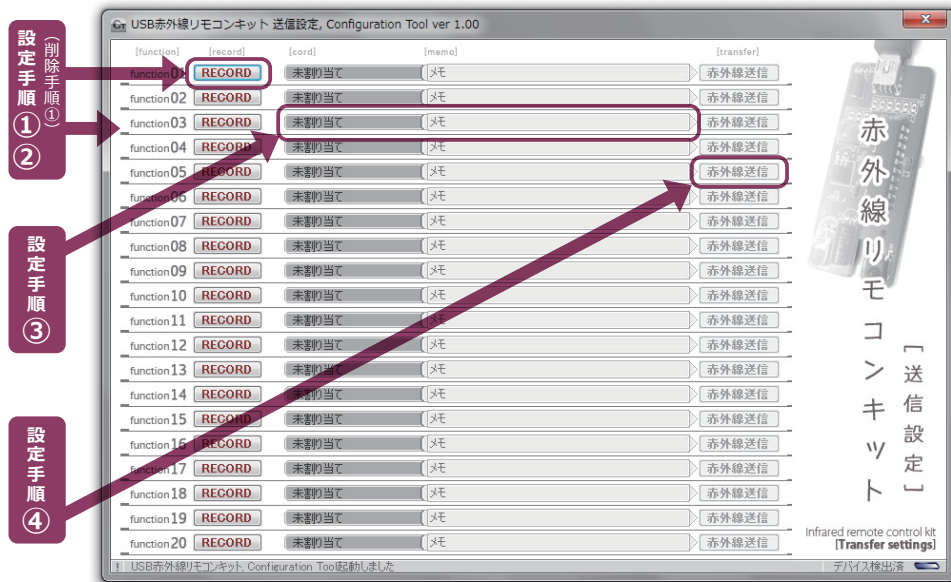 設定手順①②
（削除手順①）
設定手順③
設定手順④
GT USB赤外線リモコンキット 送信設定, Configuration Tool ver 1.00
[function] [record] [cord] [memo] [transfer]
function01 RECORD 未割り当て メモ 赤外線送信
function02 RECORD 未割り当て メモ 赤外線送信
function03 RECORD 未割り当て メモ 赤外線送信
function04 RECORD 未割り当て メモ 赤外線送信
function05 RECORD 未割り当て メモ 赤外線送信
function06 RECORD 未割り当て メモ 赤外線送信
function07 RECORD 未割り当て メモ 赤外線送信
function08 RECORD 未割り当て メモ 赤外線送信
function09 RECORD 未割り当て メモ 赤外線送信
function10 RECORD 未割り当て メモ 赤外線送信
function11 RECORD 未割り当て メモ 赤外線送信
function12 RECORD 未割り当て メモ 赤外線送信
function13 RECORD 未割り当て メモ 赤外線送信
function14 RECORD 未割り当て メモ 赤外線送信
function15 RECORD 未割り当て メモ 赤外線送信
function16 RECORD 未割り当て メモ 赤外線送信
function17 RECORD 未割り当て メモ 赤外線送信
function18 RECORD 未割り当て メモ 赤外線送信
function19 RECORD 未割り当て メモ 赤外線送信
function20 RECORD 未割り当て メモ 赤外線送信
赤外線リモコンキット
[送信設定]
Infrared remote control kit
[Transfer settings]
! USB赤外線リモコンキット, Configuration Tool起動しました
デバイス検出済